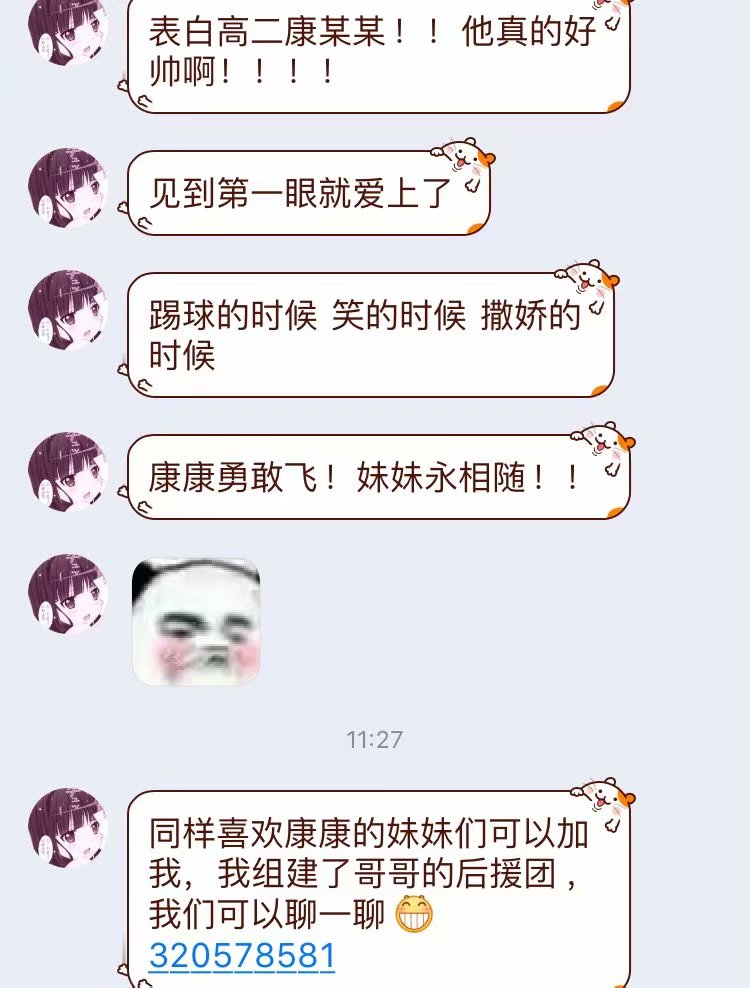 表白高二康某某！！他真的好
帅啊！！！！
见到第一眼就爱上了
踢球的时候 笑的时候 撒娇的
时候
康康勇敢飞！妹妹永相随！！
11:27
同样喜欢康康的妹妹们可以加
我，我组建了哥哥的后援团，
我们可以聊一聊😁
320578581